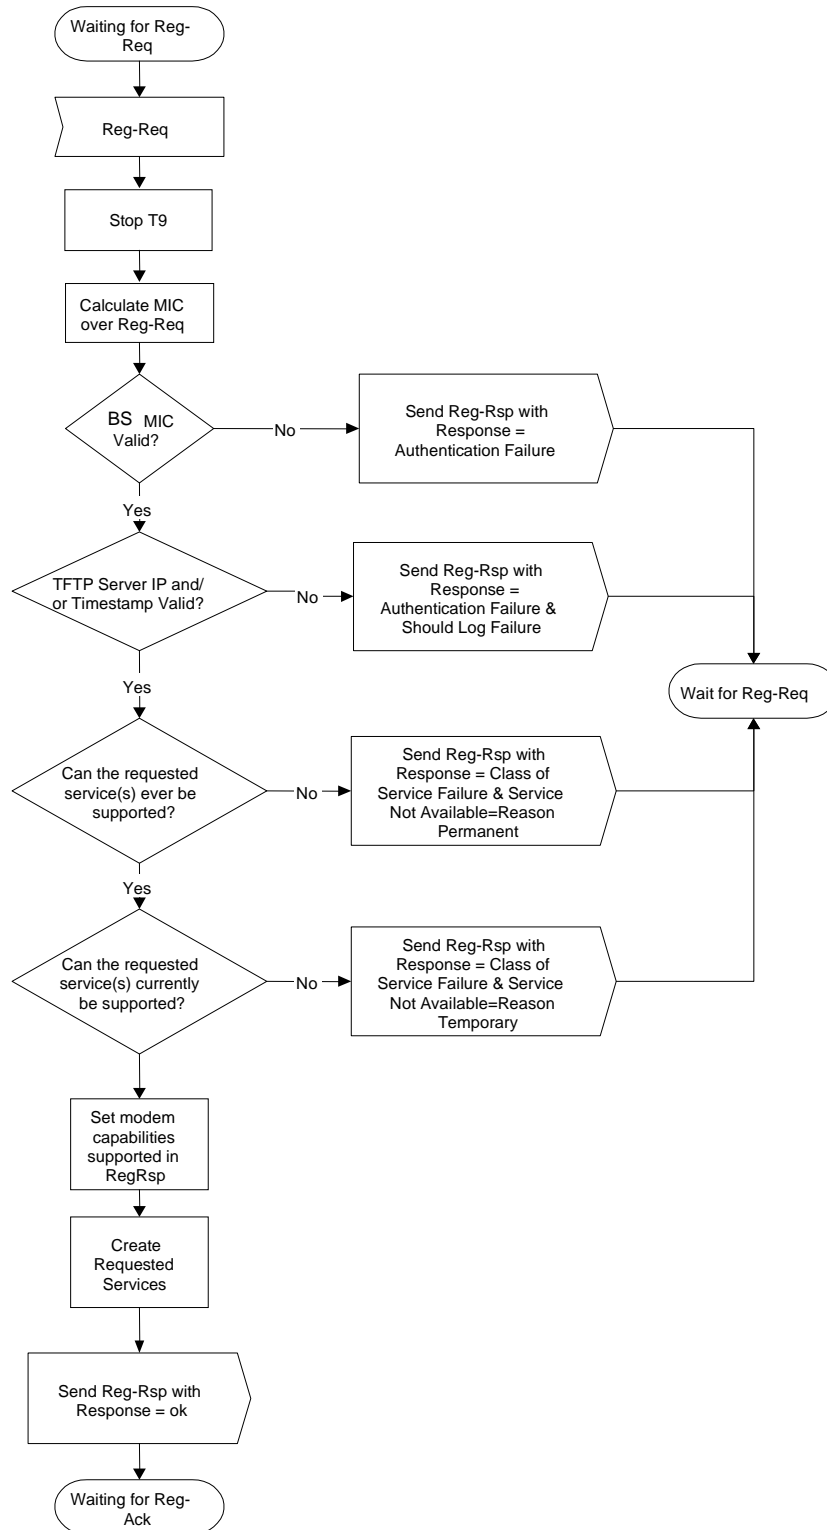 Waiting for Reg-
Req
Reg-Req
Stop T9
Calculate MIC
over Reg-Req
BS MIC
Valid?
No
Send Reg-Rsp with
Response =
Authentication Failure
Yes
TFTP Server IP and/
or Timestamp Valid?
No
Send Reg-Rsp with
Response =
Authentication Failure &
Should Log Failure
Yes
Wait for Reg-Req
Can the requested
service(s) ever be
supported?
No
Send Reg-Rsp with
Response = Class of
Service Failure & Service
Not Available=Reason
Permanent
Yes
Can the requested
service(s) currently
be supported?
No
Send Reg-Rsp with
Response = Class of
Service Failure & Service
Not Available=Reason
Temporary
Set modem
capabilities
supported in
RegRsp
Create
Requested
Services
Send Reg-Rsp with
Response = ok
Waiting for Reg-
Ack